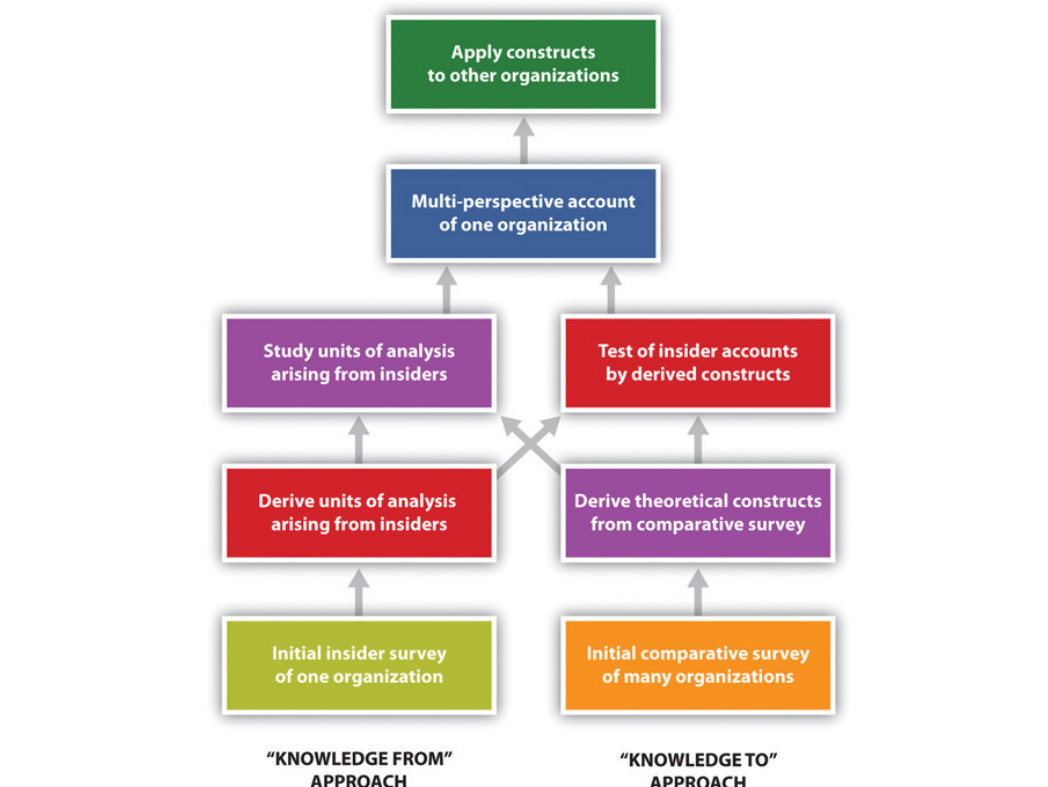 Apply constructs
to other organizations
Multi-perspective account
of one organization
Study units of analysis
arising from insiders
Test of insider accounts
by derived constructs
Derive units of analysis
arising from insiders
Derive theoretical constructs
from comparative survey
Initial insider survey
of one organization
Initial comparative survey
of many organizations
“KNOWLEDGE FROM”
APPROACH
“KNOWLEDGE TO”
APPROACH